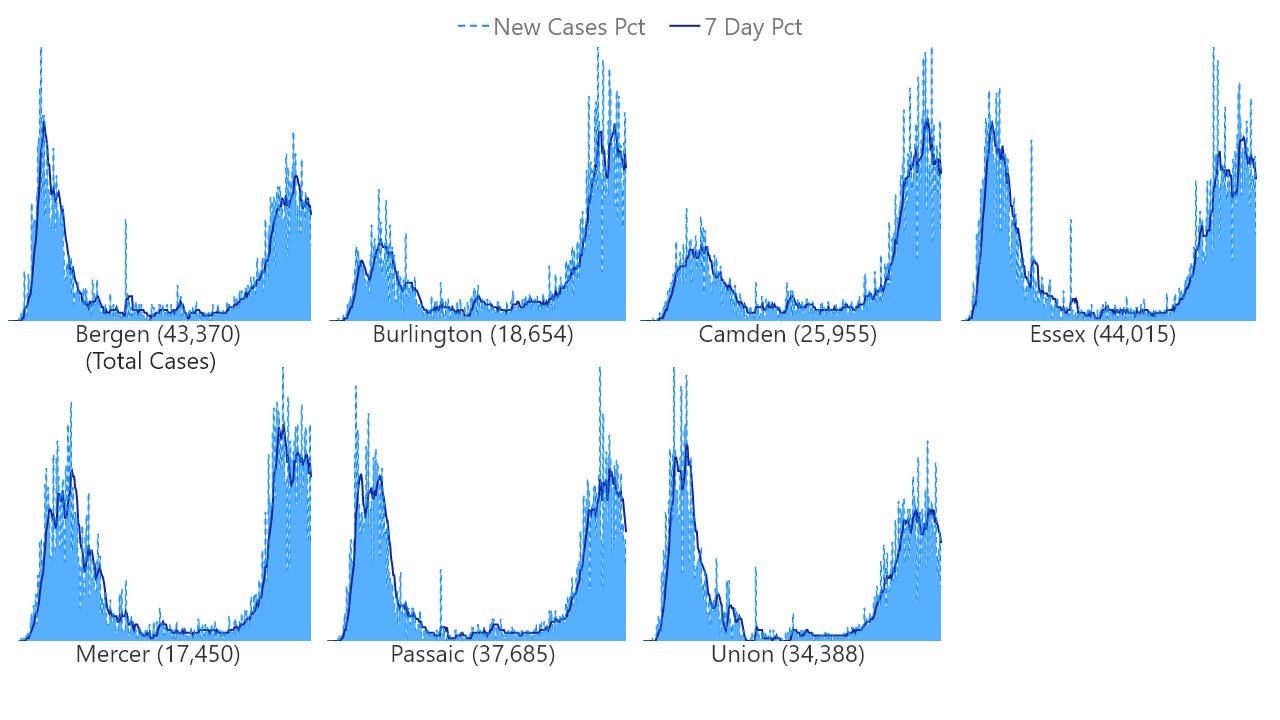 New Cases Pct 7 Day Pct
Bergen (43,370) Burlington (18,654) Camden (25,955) Essex (44,015)
(Total Cases)
Mercer (17,450) Passaic (37,685) Union (34,388)